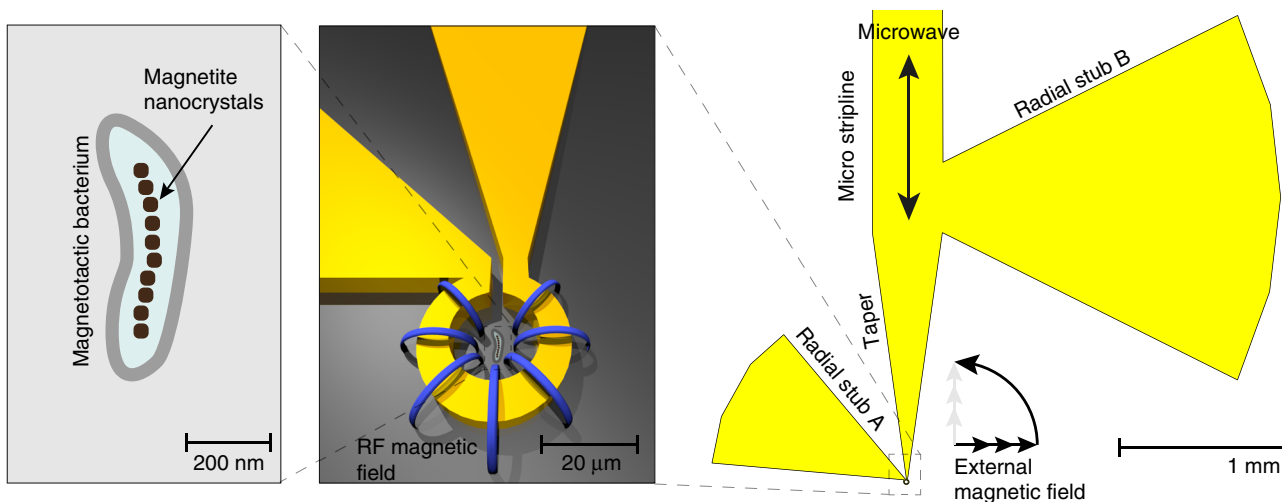 Magnetite
nanocrystals
Magnetotactic bacterium
200 nm
RF magnetic
field
20 μm
Microwave
Micro stripline
Radial stub B
Taper
Radial stub A
External
magnetic field
1 mm